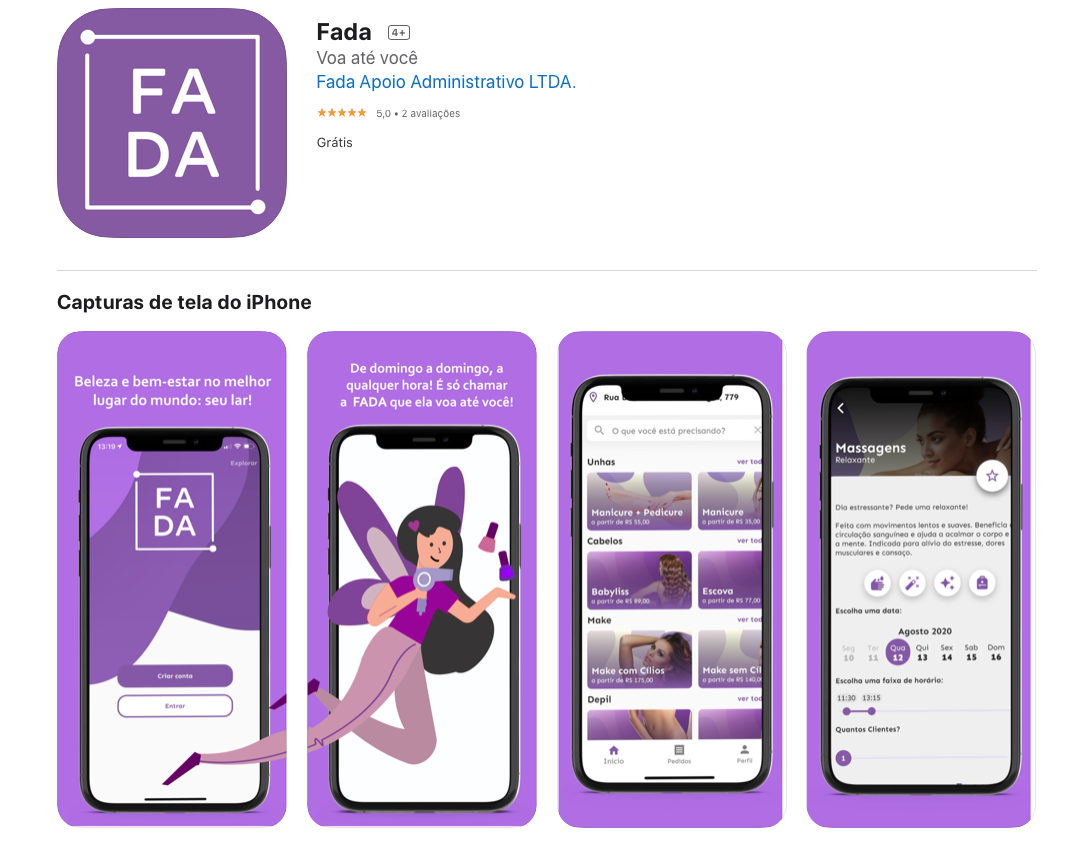 FA
DA
Fada 4+
Voa até você
Fada Apoio Administrativo LTDA.
★★★★★ 5,0 • 2 avaliações
Grátis
Capturas de tela do iPhone
Beleza e bem-estar no melhor
lugar do mundo: seu lar!
13:19
Explorar
FA
DA
Criar conta
Entrar
De domingo a domingo, a
qualquer hora! É só chamar
a FADA que ela voa até você!
Rua
, 779
O que você está precisando?
Unhas ver tod
Manicure + Pedicure
a partir de R$ 55,00
Manicure
a partir de R$ 35,00
Cabelos ver tod
Babyliss
a partir de R$ 89,00
Escova
a partir de R$ 77,00
Make ver tod
Make com Cílios
a partir de R$ 175,00
Make sem Cíl
a partir de R$ 140,0
Depil ver tod
Início Pedidos Perfil
Massagens
Relaxante
Dia estressante? Pede uma relaxante!
Feita com movimentos lentos e suaves. Beneficia
circulação sanguínea e ajuda a acalmar o corpo e
a mente. Indicada para alívio do estresse, dores
musculares e cansaço.
Escolha uma data:
Agosto 2020
Seg Ter Qua Qui Sex Sab Dom
10 11 12 13 14 15 16
Escolha uma faixa de horário:
11:30 13:15
Quantos Clientes?
1